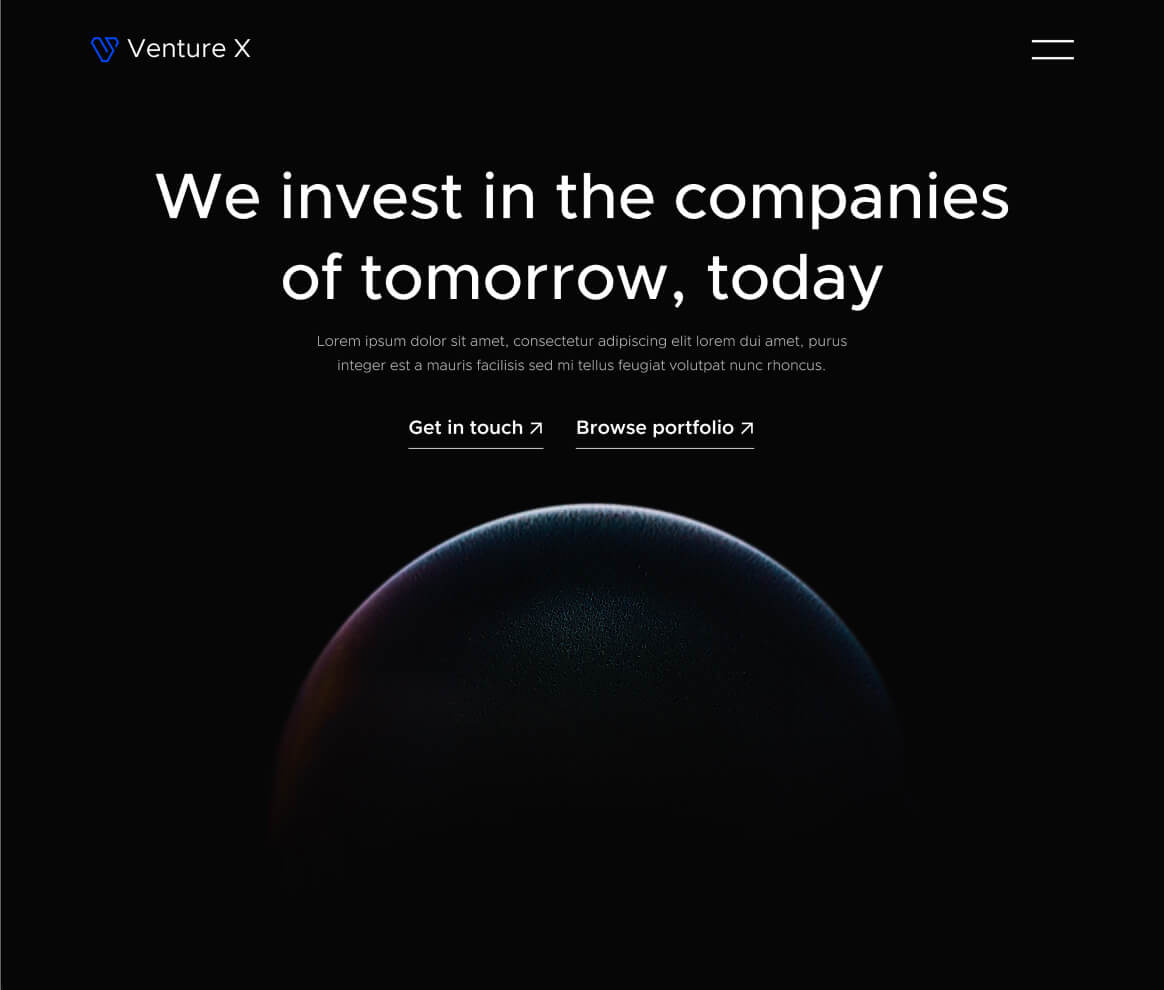 Venture X
We invest in the companies
of tomorrow, today
Lorem ipsum dolor sit amet, consectetur adipiscing elit lorem dui amet, purus
integer est a mauris facilisis sed mi tellus feugiat volutpat nunc rhoncus.
Get in touch
Browse portfolio